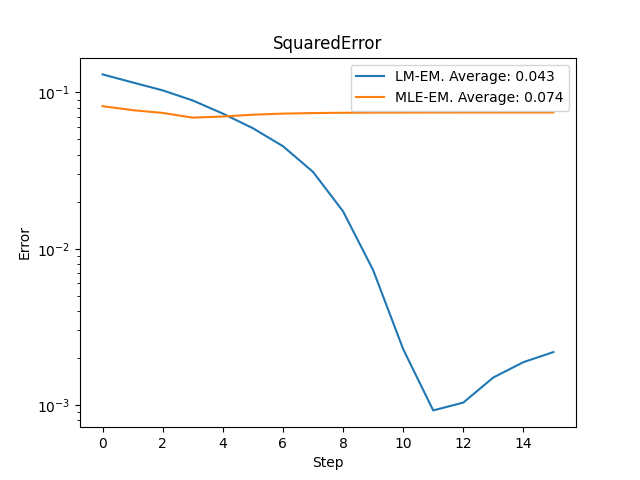 SquaredError
LM-EM. Average: 0.043
MLE-EM. Average: 0.074
Error
10⁻¹
10⁻²
10⁻³
0 2 4 6 8 10 12 14
Step